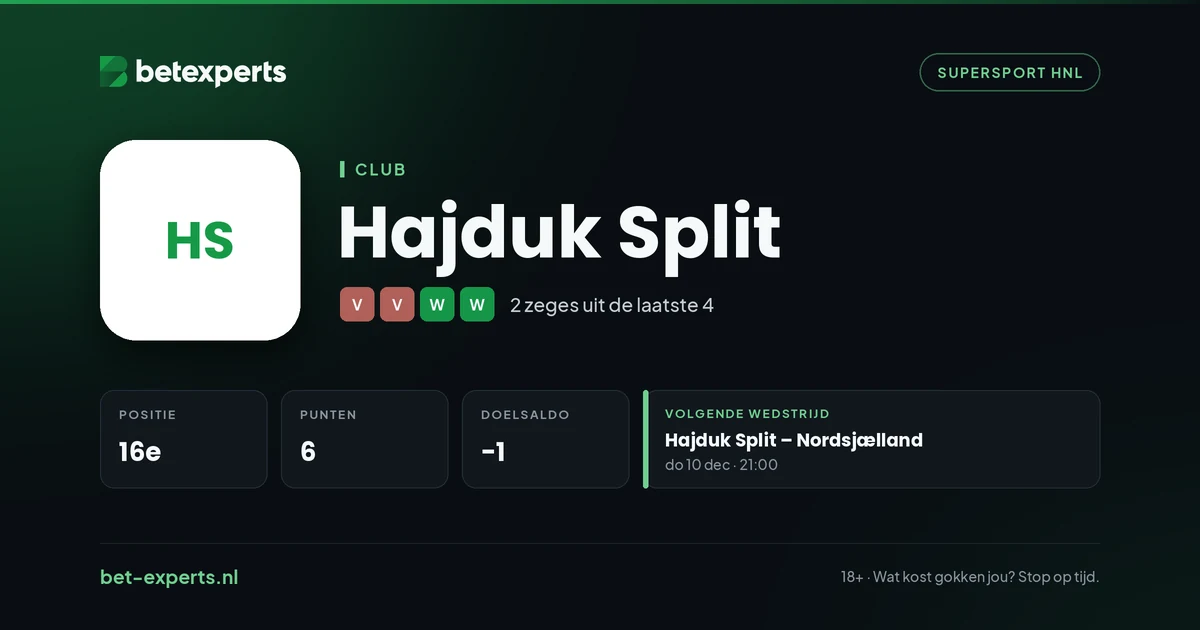 betexperts
SUPERSPORT HNL
HS
CLUB
Hajduk Split
V V W W 2 zeges uit de laatste 4
POSITIE
16e
PUNTEN
6
DOELSALDO
−1
VOLGENDE WEDSTRIJD
Hajduk Split – Nordsjælland
do 10 dec · 21:00
bet-experts.nl
18+ · Wat kost gokken jou? Stop op tijd.